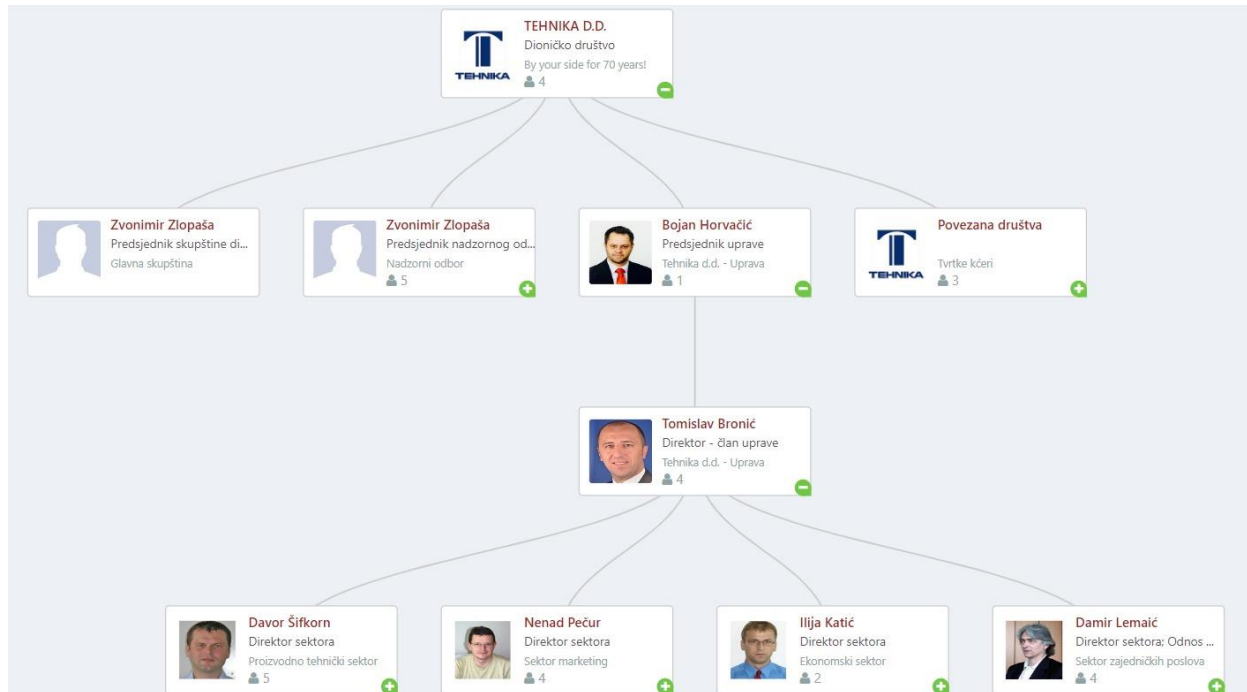 TEHNIKA D.D.
Dioničko društvo
By your side for 70 years!
4
TEHNIKA
Zvonimir Zlopaša
Predsjednik skupštine di...
Glavna skupština
Zvonimir Zlopaša
Predsjednik nadzornog od...
Nadzorni odbor
5
Bojan Horvačić
Predsjednik uprave
Tehnika d.d. - Uprava
1
Povezana društva
Tvrtke kćeri
3
TEHNIKA
Tomislav Bronić
Direktor - član uprave
Tehnika d.d. - Uprava
4
Davor Šifkorn
Direktor sektora
Proizvodno tehnički sektor
5
Nenad Pečur
Direktor sektora
Sektor marketing
4
Ilija Katić
Direktor sektora
Ekonomski sektor
2
Damir Lemaić
Direktor sektora; Odnos ...
Sektor zajedničkih poslova
4